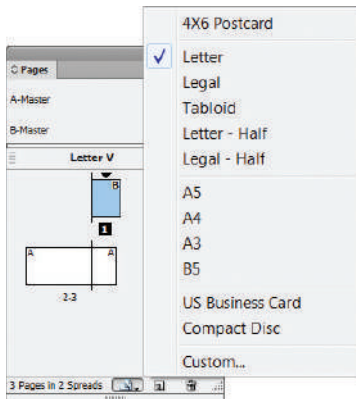 Pages
A-Master
B-Master
Letter V
B
1
A A
2-3
3 Pages in 2 Spreads
4X6 Postcard
Letter
Legal
Tabloid
Letter - Half
Legal - Half
A5
A4
A3
B5
US Business Card
Compact Disc
Custom...